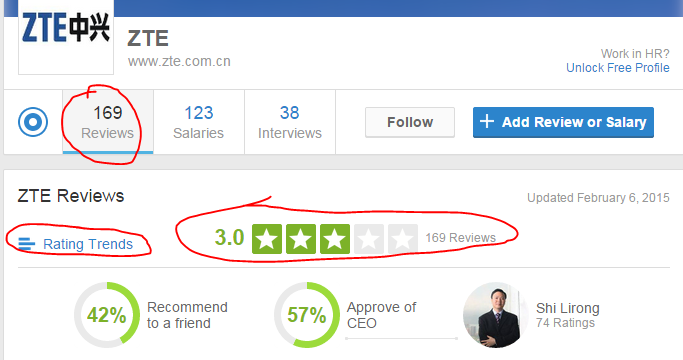 ZTE中兴
ZTE
www.zte.com.cn
Work in HR?
Unlock Free Profile
169
Reviews
123
Salaries
38
Interviews
Follow
+ Add Review or Salary
ZTE Reviews
Updated February 6, 2015
Rating Trends
3.0
169 Reviews
42%
Recommend
to a friend
57%
Approve of
CEO
Shi Lirong
74 Ratings